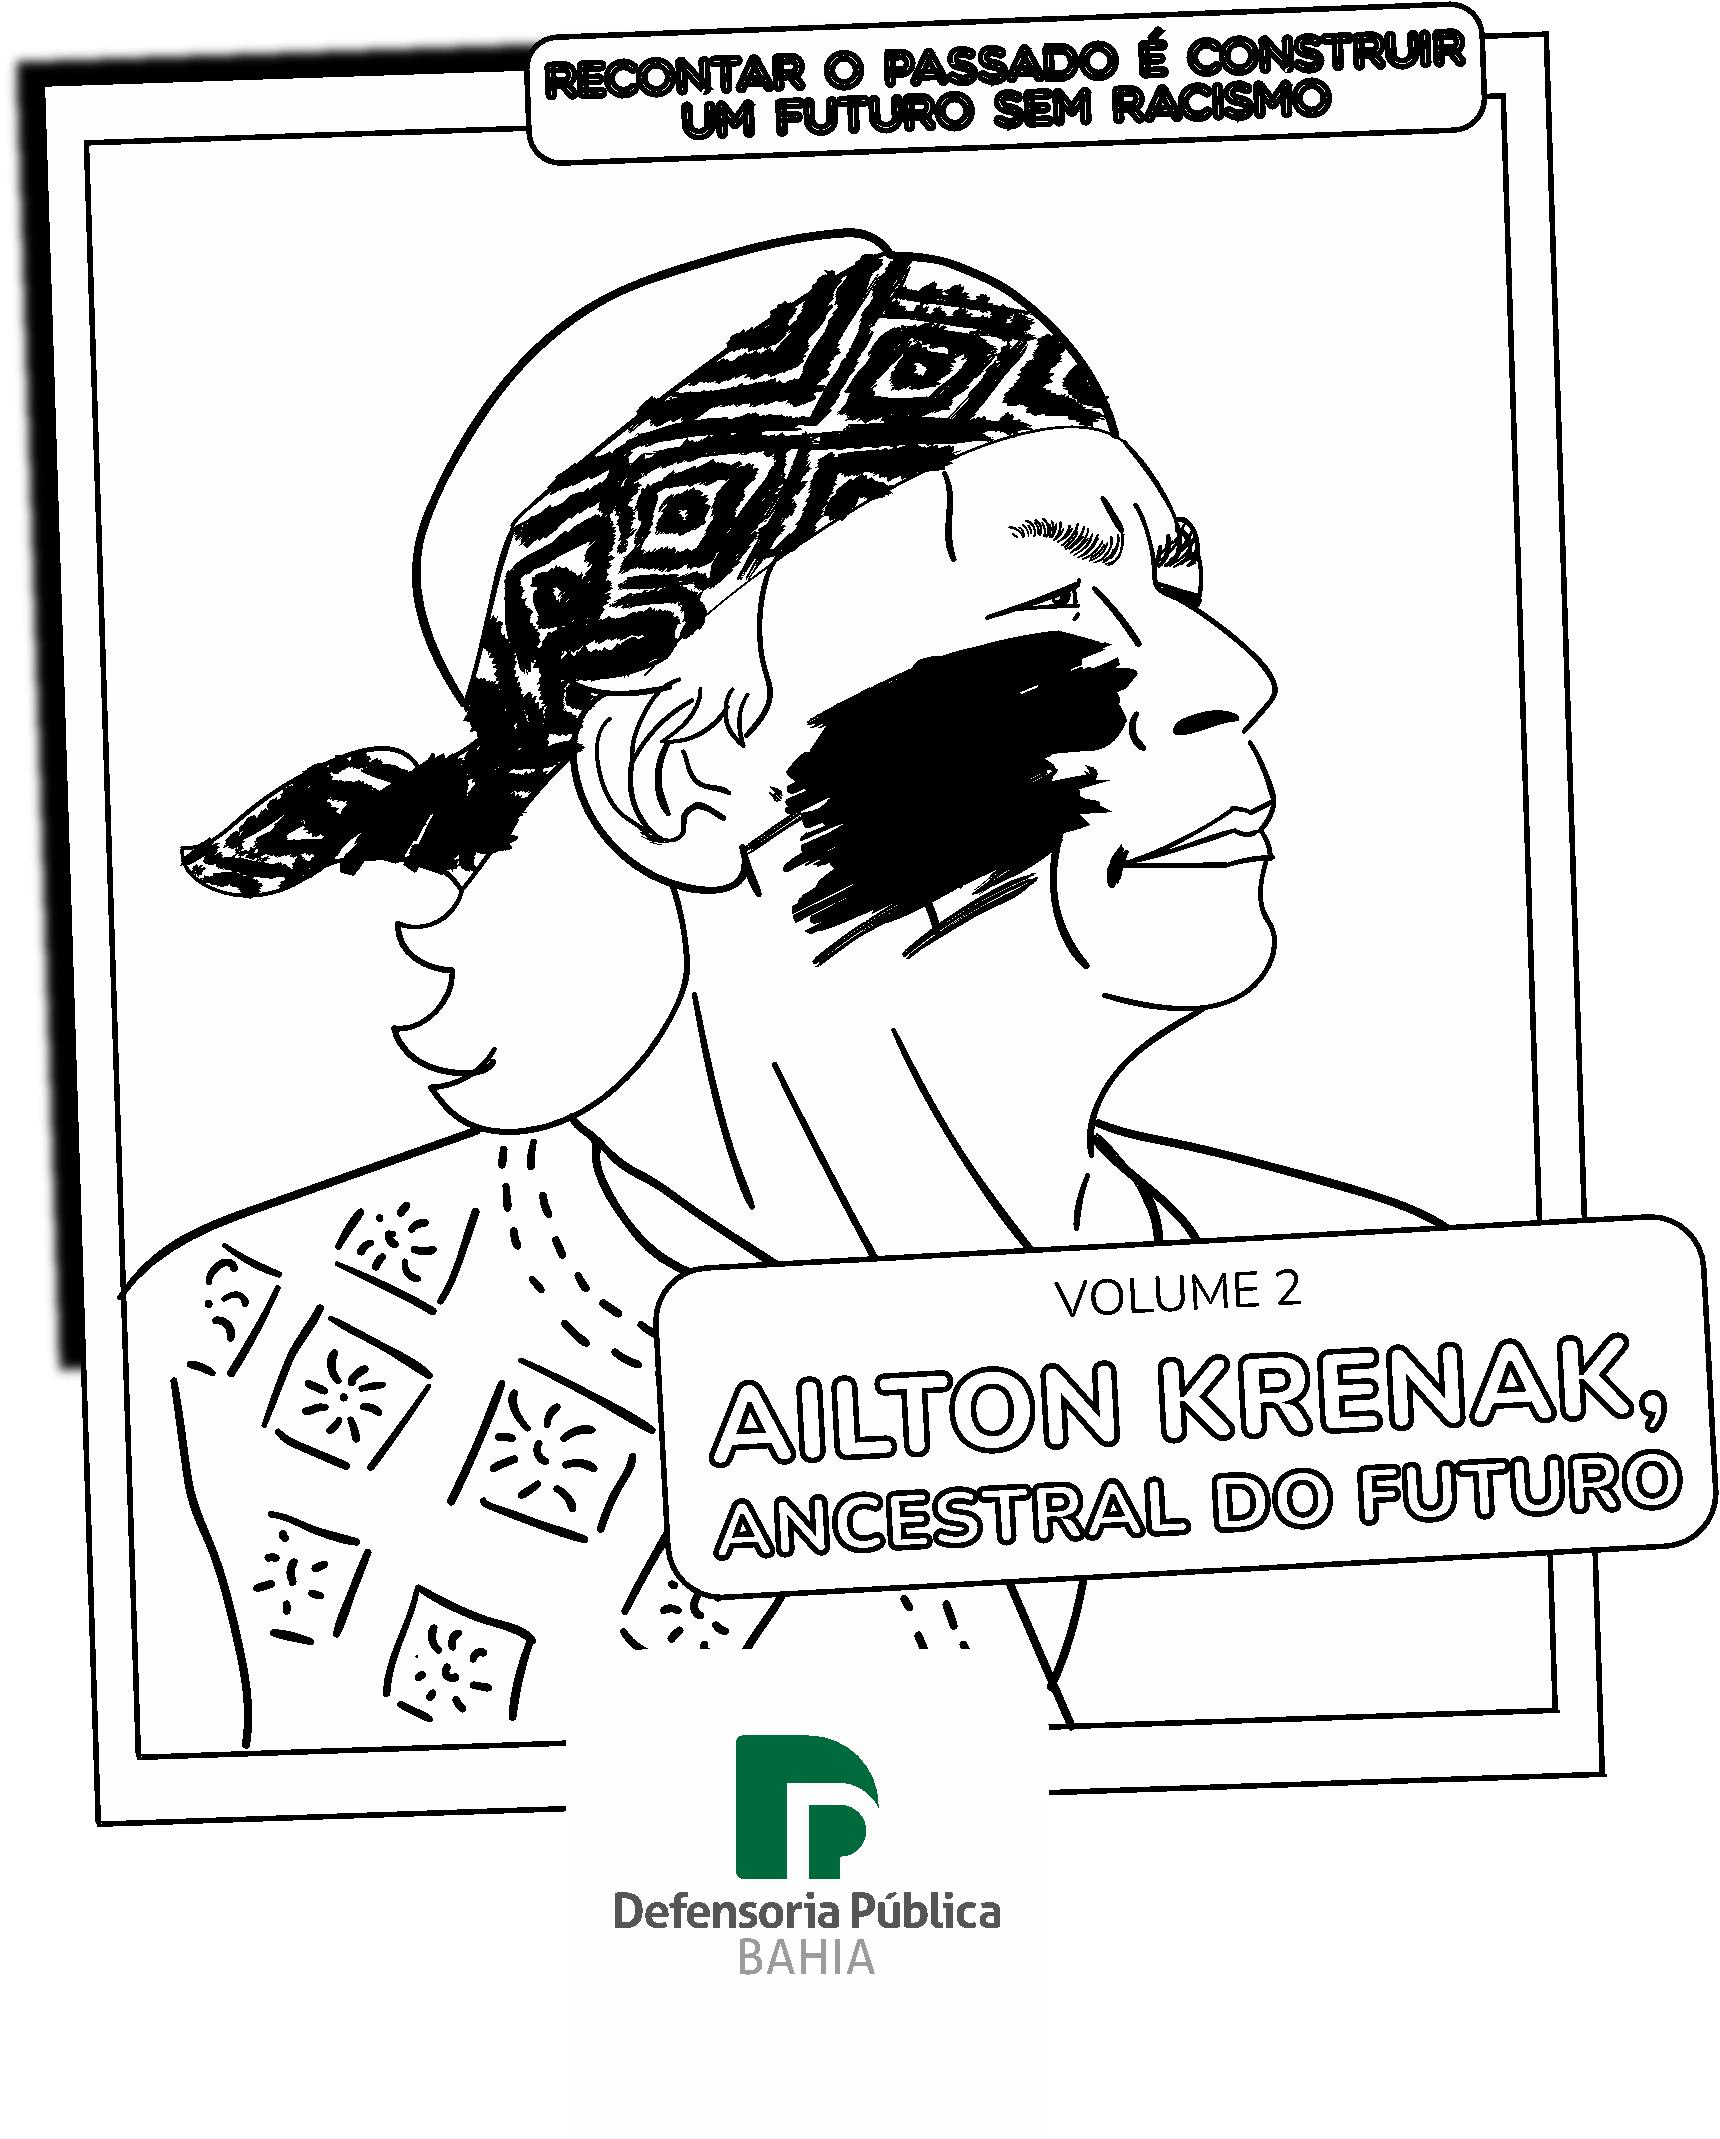 RECONTAR O PASSADO É CONSTRUIR
UM FUTURO SEM RACISMO
VOLUME 2
AILTON KRENAK,
ANCESTRAL DO FUTURO
Defensoria Pública
BAHIA